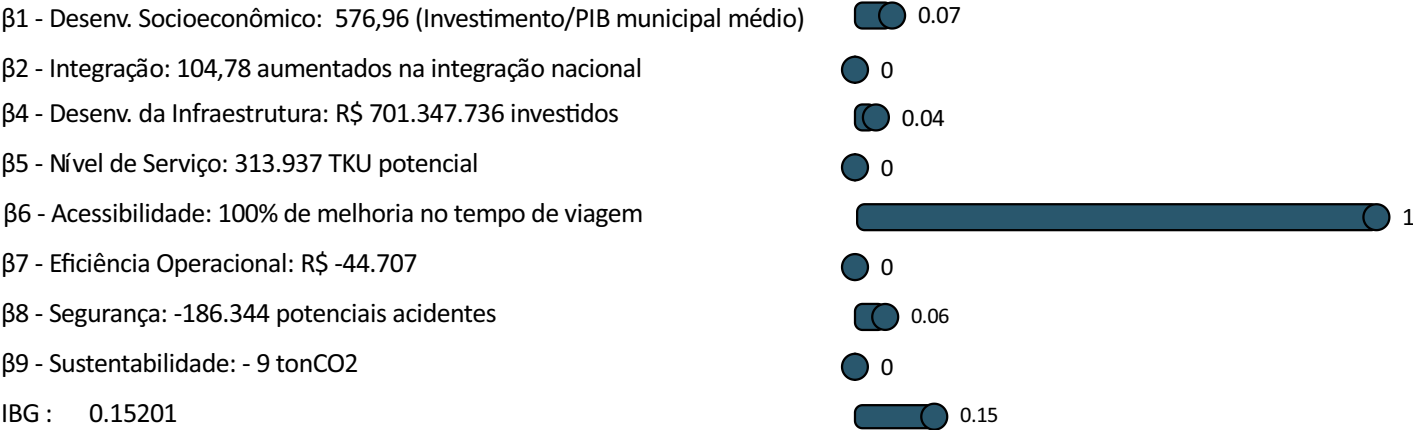 β1 - Desenv. Socioeconômico: 576,96 (Investimento/PIB municipal médio) 0.07
β2 - Integração: 104,78 aumentados na integração nacional 0
β4 - Desenv. da Infraestrutura: R$ 701.347.736 investidos 0.04
β5 - Nível de Serviço: 313.937 TKU potencial 0
β6 - Acessibilidade: 100% de melhoria no tempo de viagem 1
β7 - Eficiência Operacional: R$ -44.707 0
β8 - Segurança: -186.344 potenciais acidentes 0.06
β9 - Sustentabilidade: - 9 tonCO2 0
IBG : 0.15201 0.15